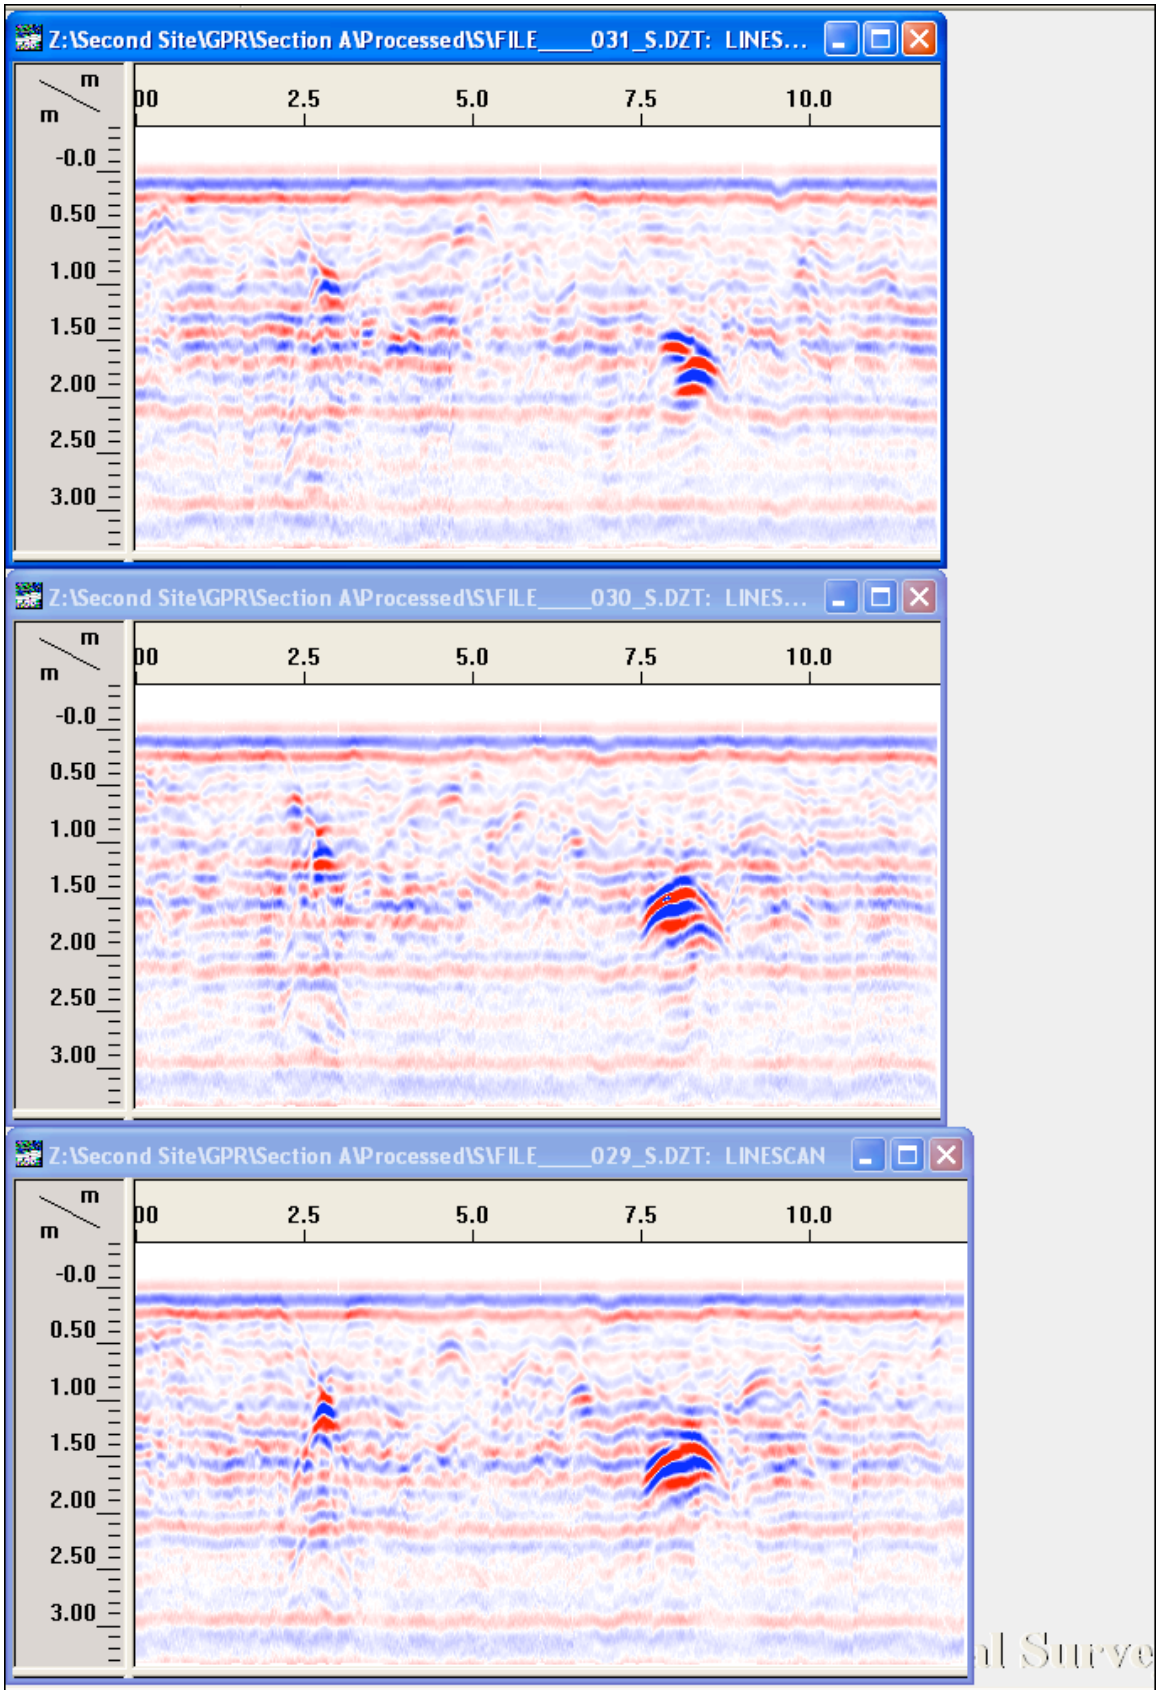 Z:\Second Site\GPR\Section A\Processed\S\FILE____031_S.DZT: LINES...
m
m
00 2.5 5.0 7.5 10.0
-0.0
0.50
1.00
1.50
2.00
2.50
3.00
Z:\Second Site\GPR\Section A\Processed\S\FILE____030_S.DZT: LINES...
m
m
00 2.5 5.0 7.5 10.0
-0.0
0.50
1.00
1.50
2.00
2.50
3.00
Z:\Second Site\GPR\Section A\Processed\S\FILE____029_S.DZT: LINESCAN
m
m
00 2.5 5.0 7.5 10.0
-0.0
0.50
1.00
1.50
2.00
2.50
3.00
al Surve